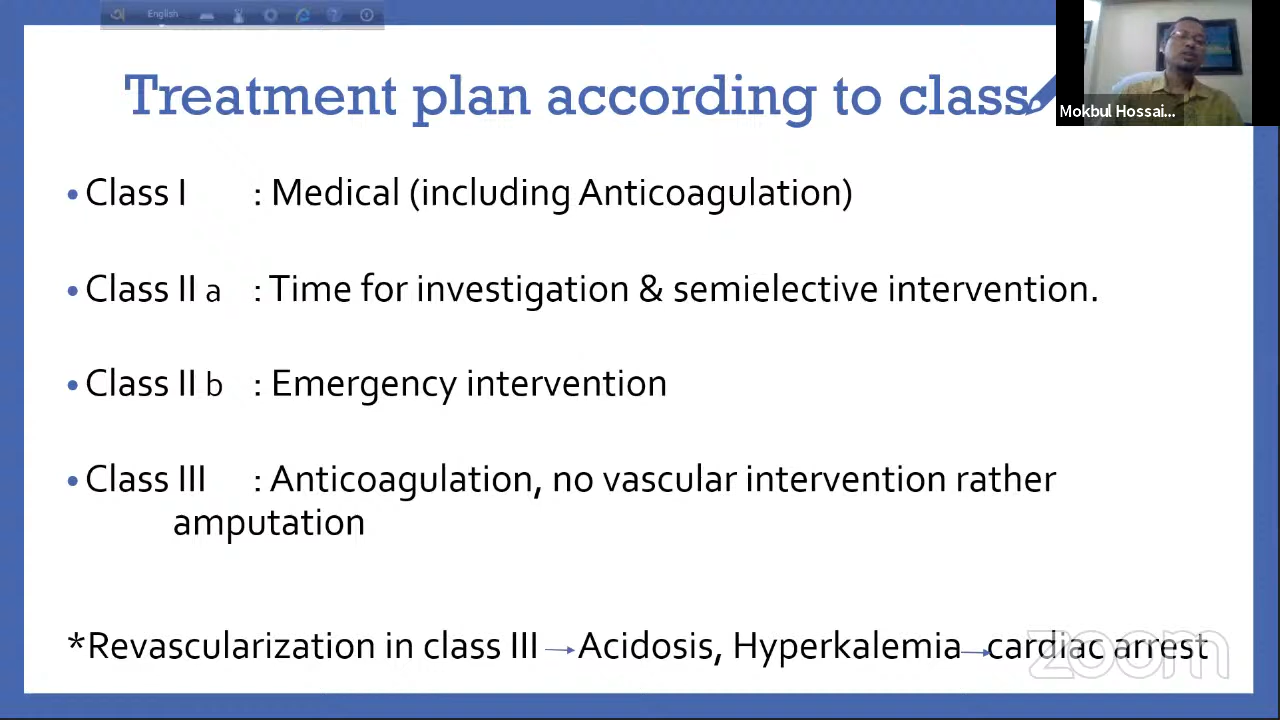 English
Treatment plan according to class
Mokbul Hossai...
• Class I : Medical (including Anticoagulation)
• Class II a : Time for investigation & semielective intervention.
• Class II b : Emergency intervention
• Class III : Anticoagulation, no vascular intervention rather
amputation
*Revascularization in class III → Acidosis, Hyperkalemia → cardiac arrest
zoom